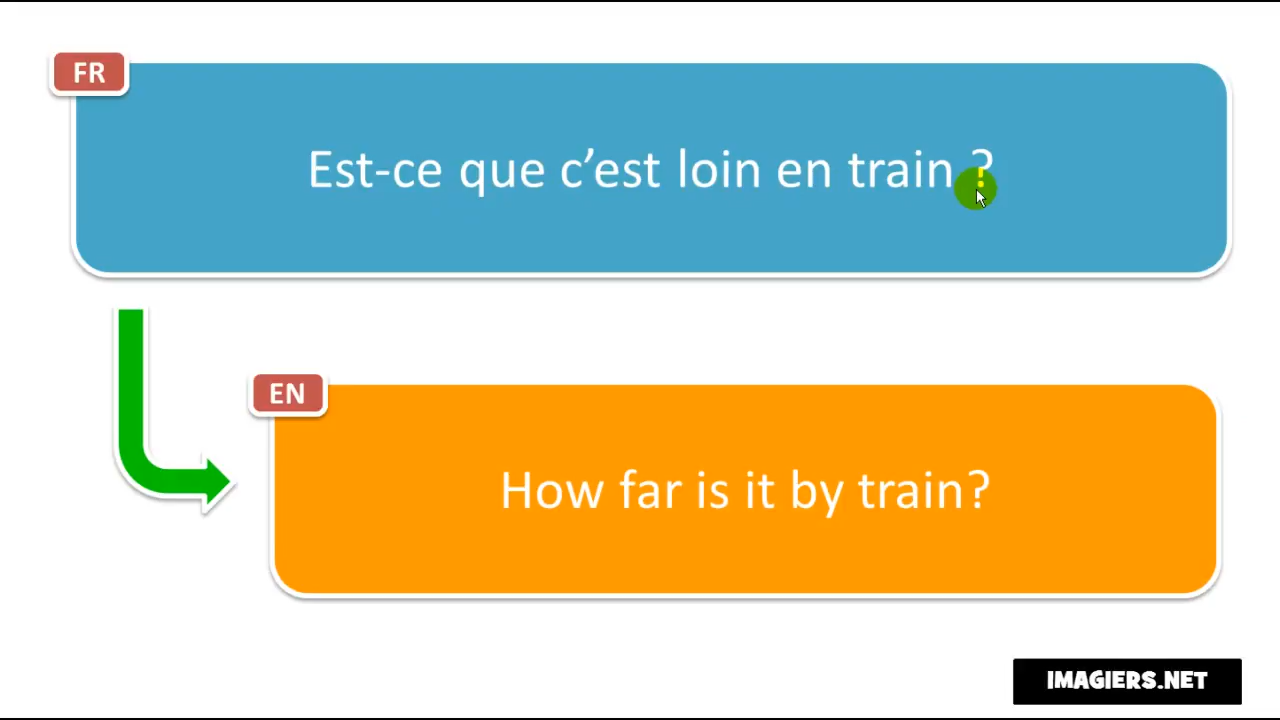 FR
Est-ce que c’est loin en train ?
EN
How far is it by train?
IMAGIERS.NET